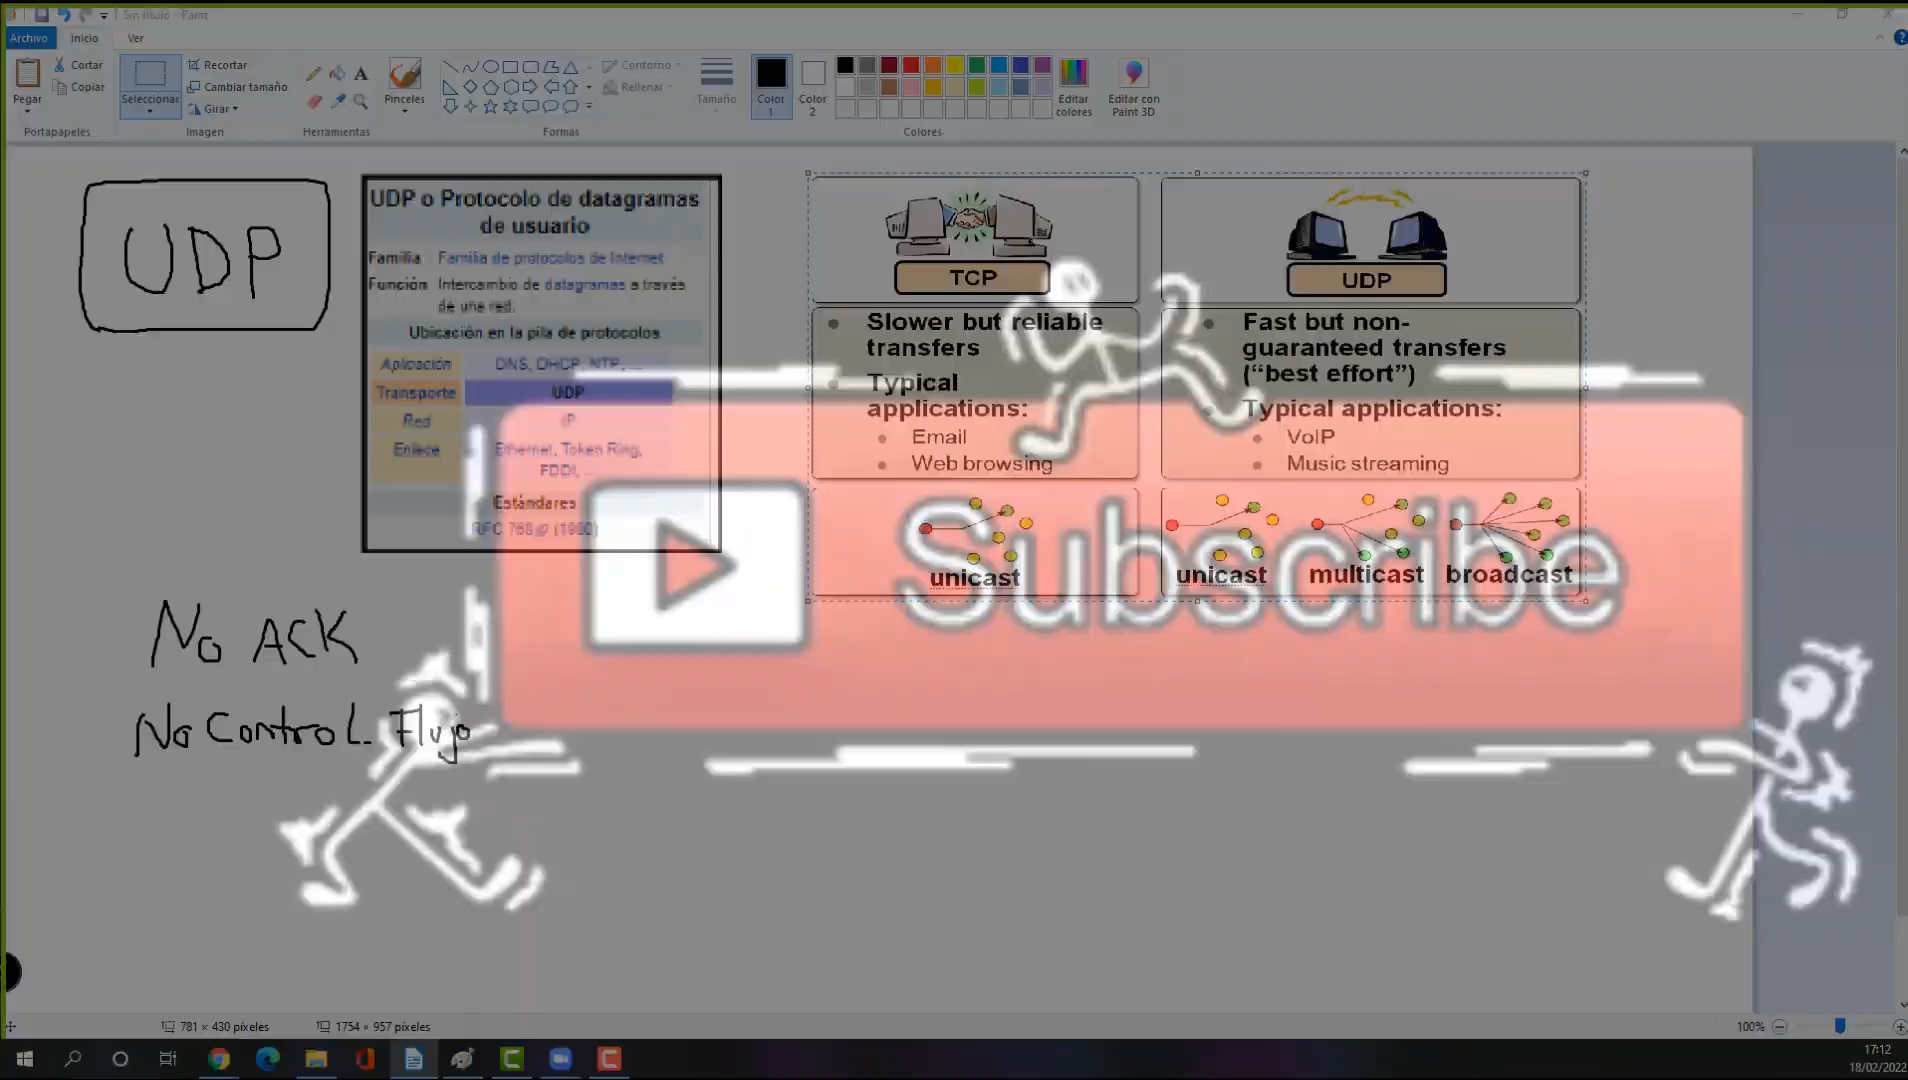 Sin título - Paint
Archivo
Inicio
Ver
Pegar
Cortar
Copiar
Portapapeles
Seleccionar
Recortar
Cambiar tamaño
Girar
Imagen
Herramientas
Pinceles
Contorno
Rellenar
Formas
Tamaño
Color 1
Color 2
Colores
Editar colores
Editar con Paint 3D
UDP
UDP o Protocolo de datagramas
de usuario
Familia Familia de protocolos de Internet
Función Intercambio de datagramas a través
de una red.
Ubicación en la pila de protocolos
Aplicación DNS, DHCP, NTP, ...
Transporte UDP
Red IP
Enlace Ethernet, Token Ring,
FDDI, ...
Estándares
RFC 768 (1980)
TCP
• Slower but reliable
transfers
• Typical
applications:
• Email
• Web browsing
unicast
UDP
• Fast but non-
guaranteed transfers
(“best effort”)
• Typical applications:
• VoIP
• Music streaming
unicast multicast broadcast
Subscribe
No ACK
No Control Flujo
781 × 430 píxeles
1754 × 957 píxeles
100%
17:12
18/02/2022